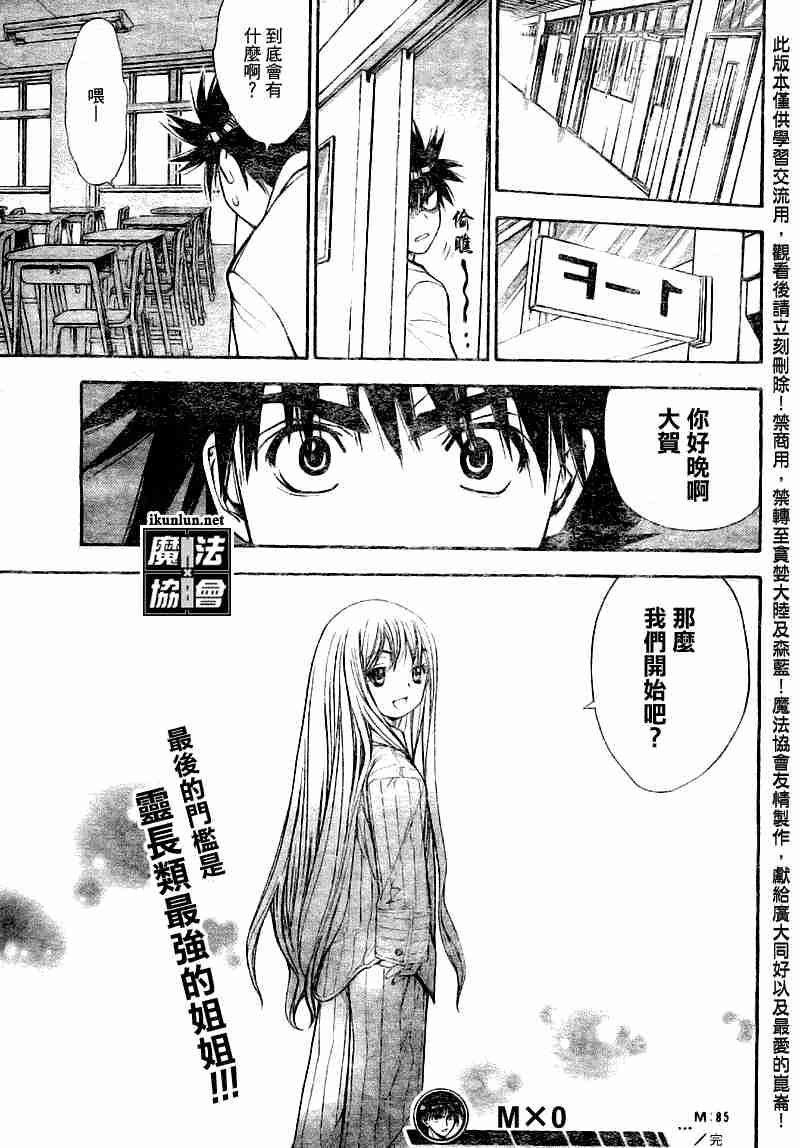 1-F
偷瞧
到底會有
什麼啊?
喂—
你好晚啊
大賀
ikunlun.net
魔法
協會
那麼
我們開始吧?
最後的門檻是
靈長類最強的姐姐!!!
M×0
M:85
…
/完
此版本僅供學習交流用，觀看後請立刻刪除！禁商用，禁轉至貪婪大陸及森藍！魔法協會友情製作，獻給廣大同好以及最愛的崑崙！